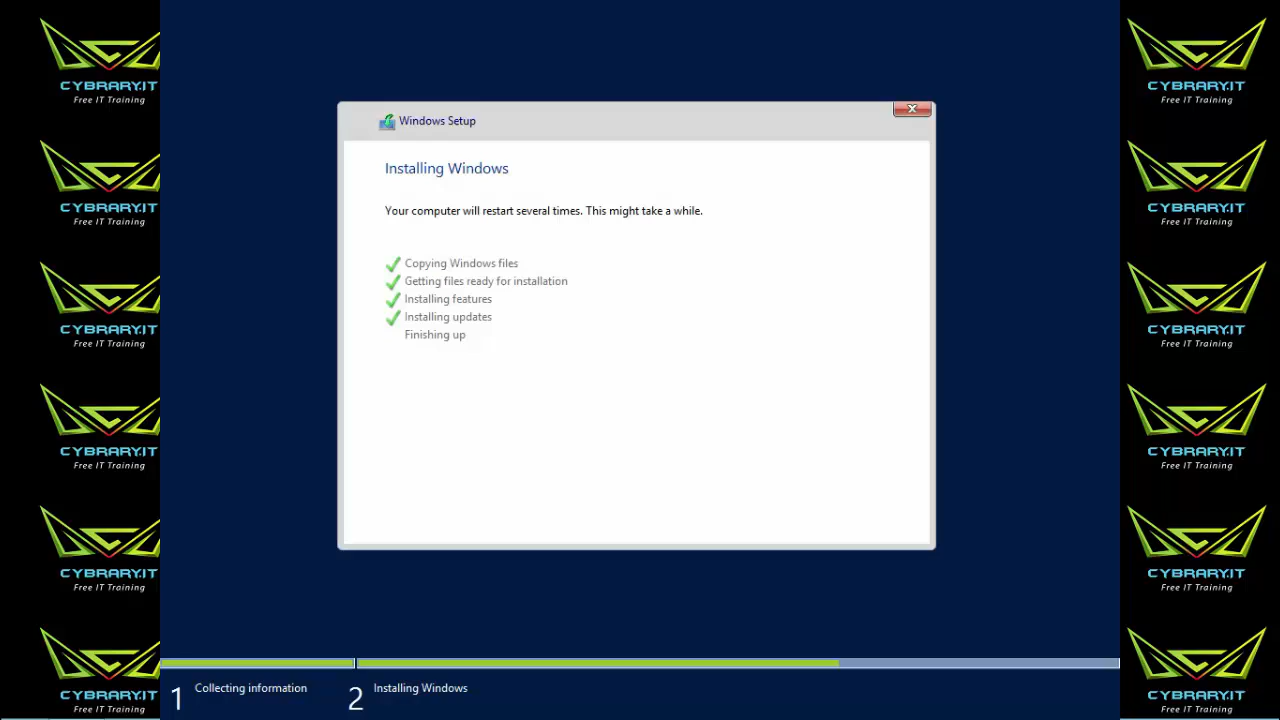 Windows Setup
Installing Windows
Your computer will restart several times. This might take a while.
Copying Windows files
Getting files ready for installation
Installing features
Installing updates
Finishing up
1 Collecting information
2 Installing Windows
CYBRARY.IT
Free IT Training
CYBRARY.IT
Free IT Training
CYBRARY.IT
Free IT Training
CYBRARY.IT
Free IT Training
CYBRARY.IT
Free IT Training
CYBRARY.IT
Free IT Training
CYBRARY.IT
Free IT Training
CYBRARY.IT
Free IT Training
CYBRARY.IT
Free IT Training
CYBRARY.IT
Free IT Training
CYBRARY.IT
Free IT Training
CYBRARY.IT
Free IT Training